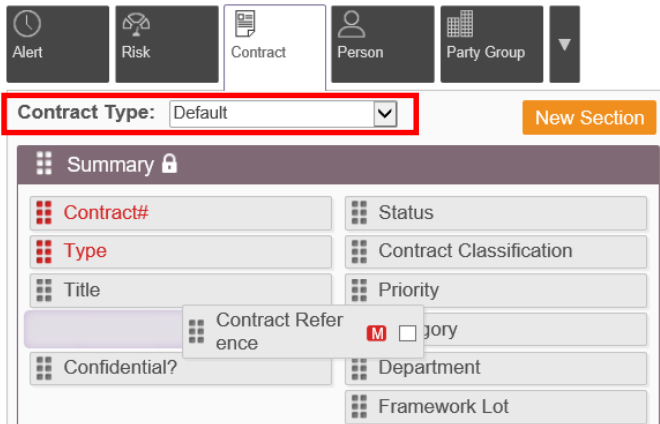 Alert
Risk
Contract
Person
Party Group
Contract Type: Default
New Section
Summary
Contract# Status
Type Contract Classification
Title Priority
Contract Refer
ence M
gory
Confidential? Department
Framework Lot